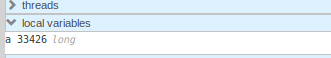 threads
local variables
a 33426 long